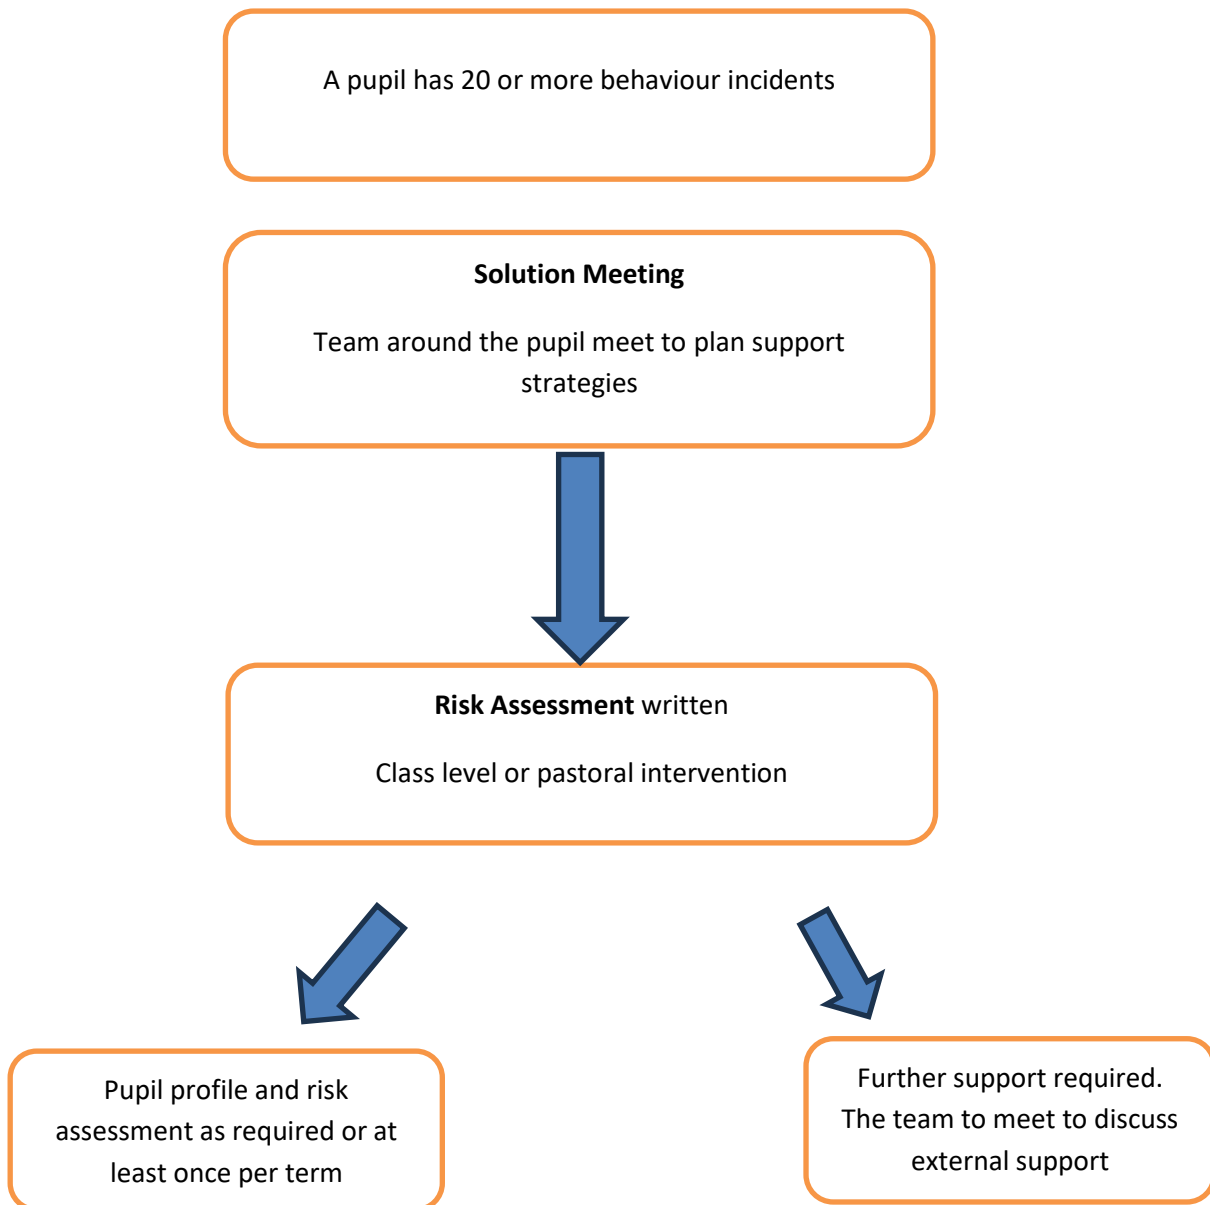 A pupil has 20 or more behaviour incidents
Solution Meeting
Team around the pupil meet to plan support
strategies
Risk Assessment written
Class level or pastoral intervention
Pupil profile and risk
assessment as required or at
least once per term
Further support required.
The team to meet to discuss
external support